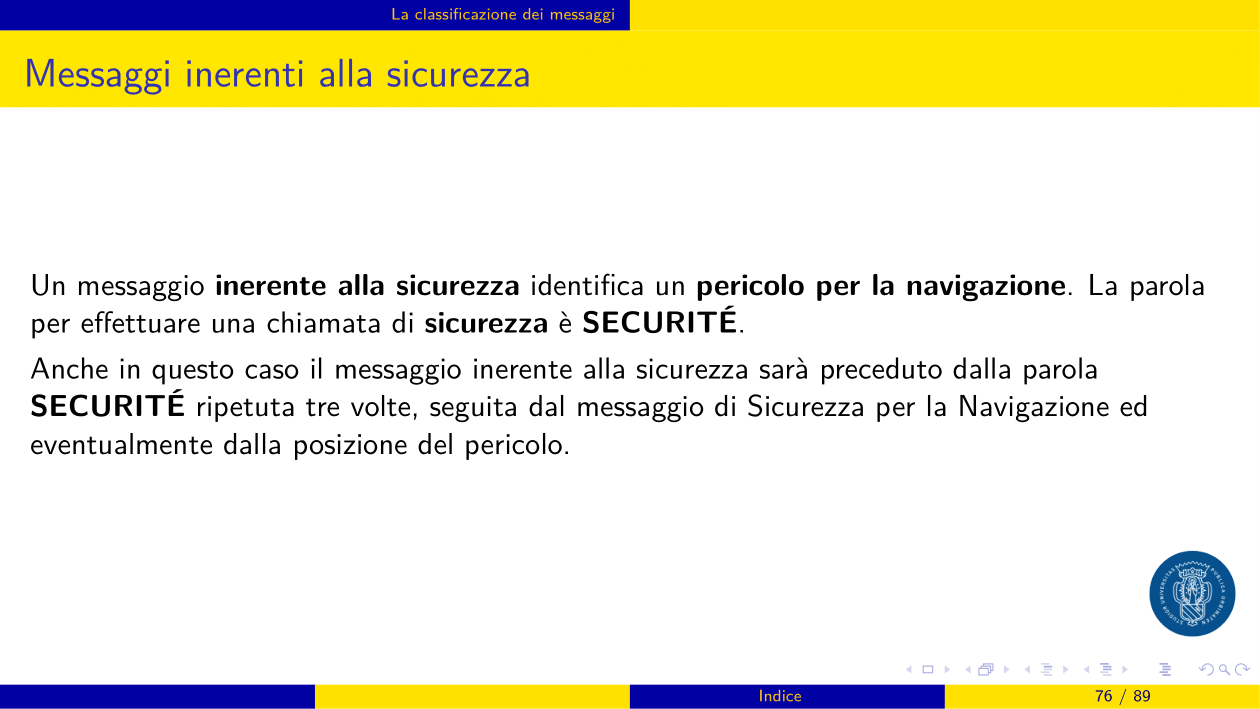 La classificazione dei messaggi
Messaggi inerenti alla sicurezza
Un messaggio inerente alla sicurezza identifica un pericolo per la navigazione. La parola
per effettuare una chiamata di sicurezza è SECURITÉ.
Anche in questo caso il messaggio inerente alla sicurezza sarà preceduto dalla parola
SECURITÉ ripetuta tre volte, seguita dal messaggio di Sicurezza per la Navigazione ed
eventualmente dalla posizione del pericolo.
Indice
76 / 89